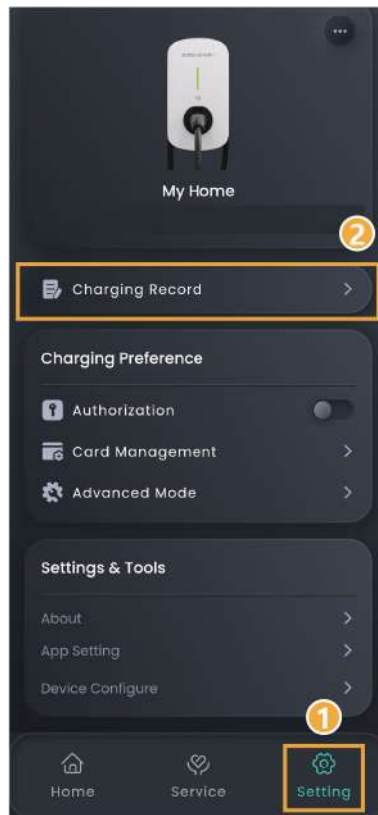 My Home
2
Charging Record
Charging Preference
Authorization
Card Management
Advanced Mode
Settings & Tools
About
App Setting
Device Configure
1
Home
Service
Setting